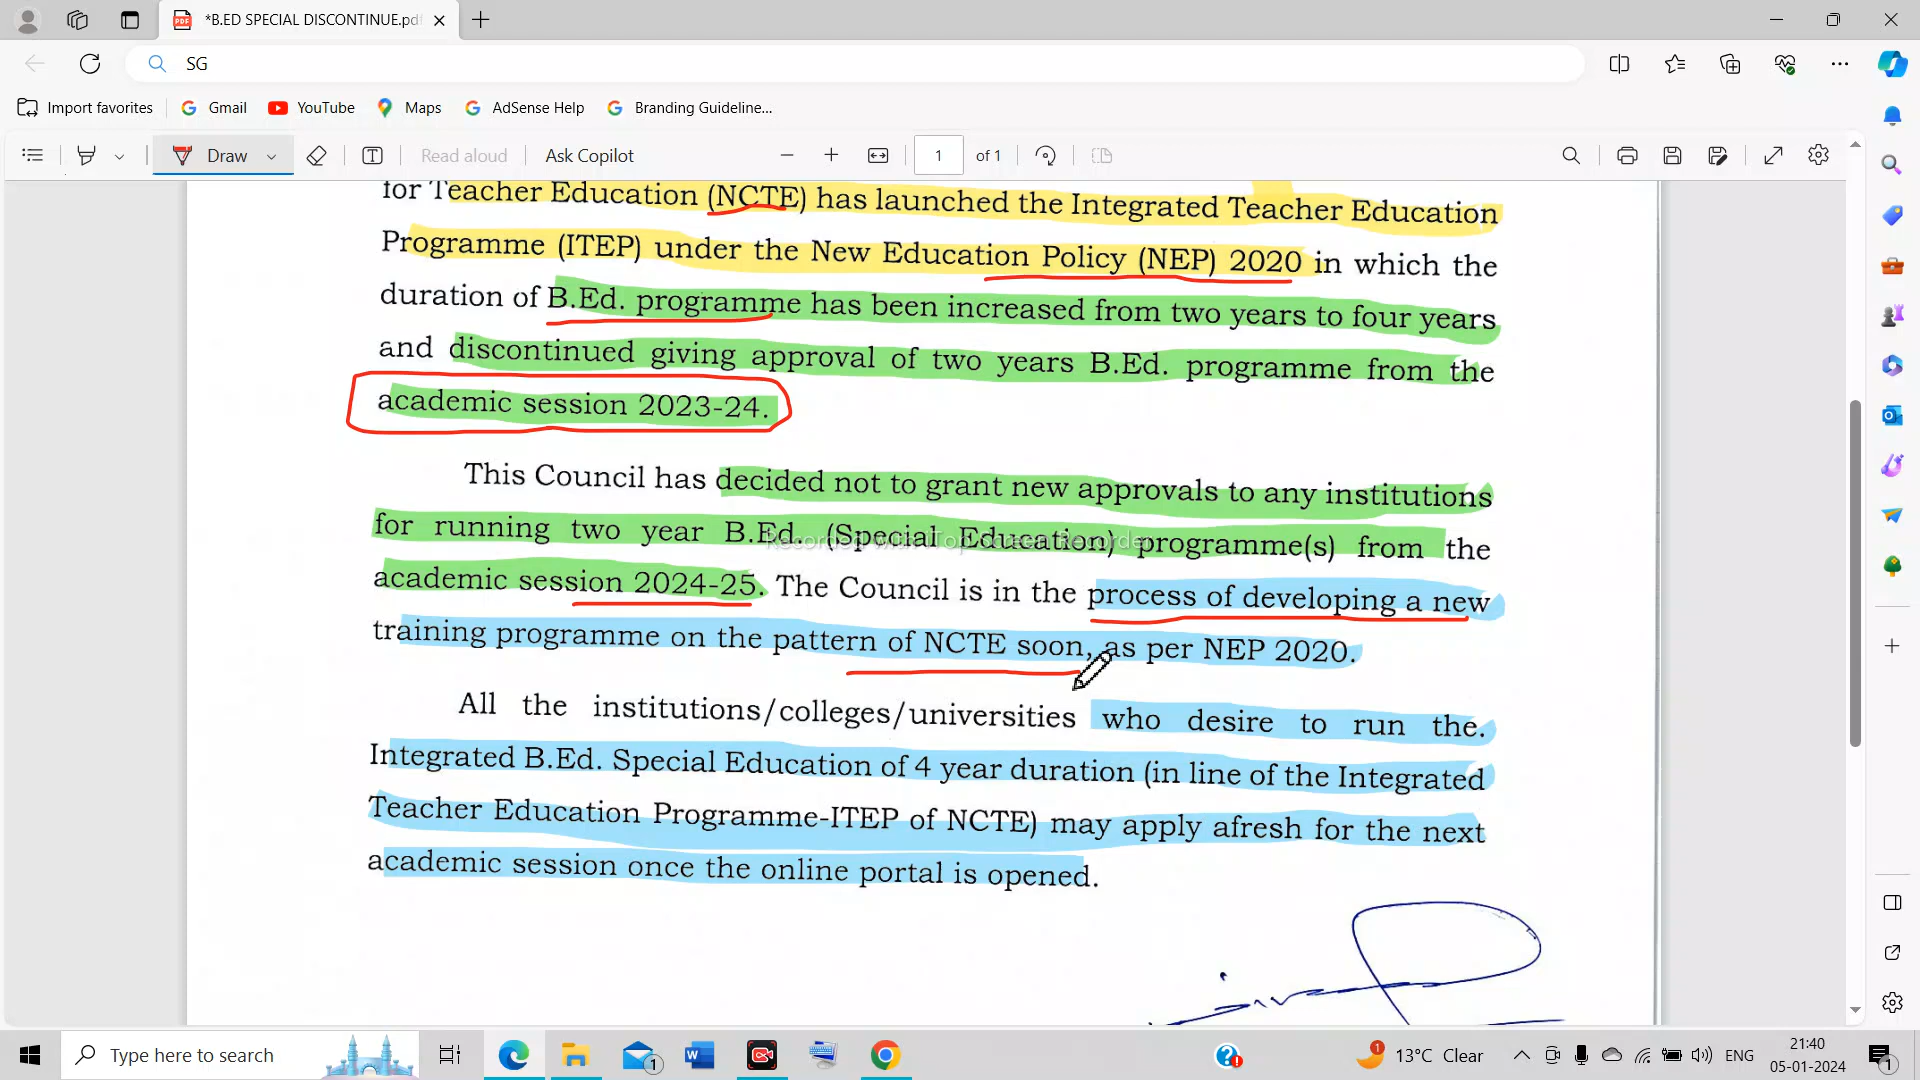 *B.ED SPECIAL DISCONTINUE.pdf
SG
Import favorites Gmail YouTube Maps AdSense Help Branding Guideline...
Draw Read aloud Ask Copilot 1 of 1
for Teacher Education (NCTE) has launched the Integrated Teacher Education
Programme (ITEP) under the New Education Policy (NEP) 2020 in which the
duration of B.Ed. programme has been increased from two years to four years
and discontinued giving approval of two years B.Ed. programme from the
academic session 2023-24.
This Council has decided not to grant new approvals to any institutions
for running two year B.Ed. (Special Education) programme(s) from the
Recorded with iTop Screen Recorder
academic session 2024-25. The Council is in the process of developing a new
training programme on the pattern of NCTE soon, as per NEP 2020.
All the institutions/colleges/universities who desire to run the.
Integrated B.Ed. Special Education of 4 year duration (in line of the Integrated
Teacher Education Programme-ITEP of NCTE) may apply afresh for the next
academic session once the online portal is opened.
Type here to search 1 1 13°C Clear ENG 21:40
05-01-2024 1